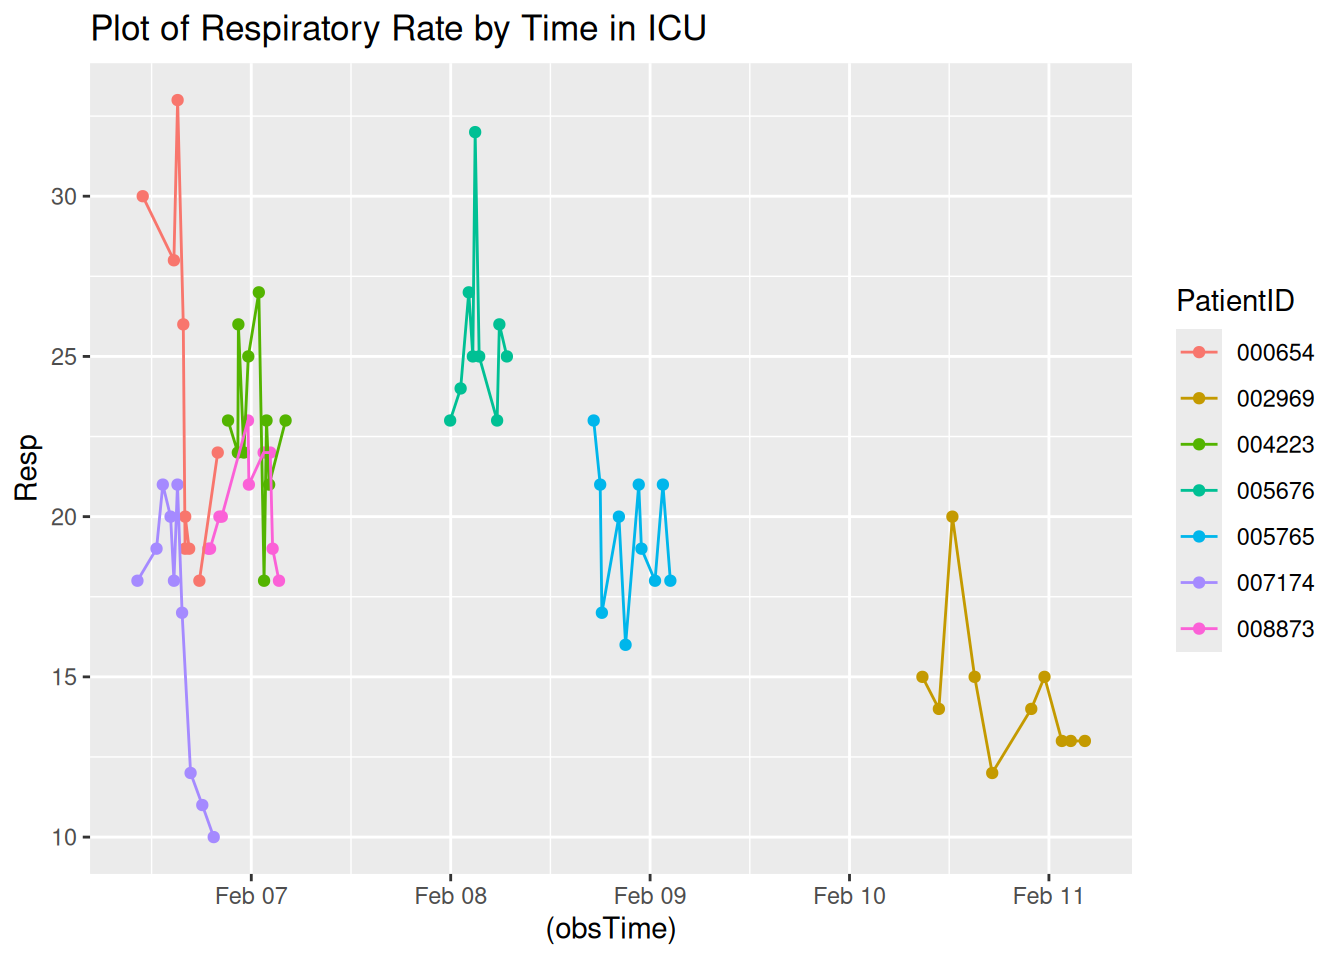 Plot of Respiratory Rate by Time in ICU
Resp
30
25
20
15
10
Feb 07 Feb 08 Feb 09 Feb 10 Feb 11
(obsTime)
PatientID
000654
002969
004223
005676
005765
007174
008873